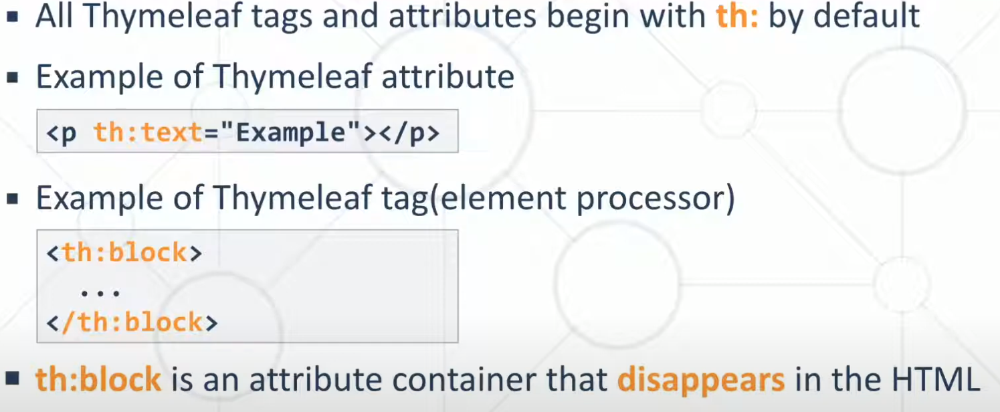 ▪ All Thymeleaf tags and attributes begin with th: by default
▪ Example of Thymeleaf attribute
<p th:text="Example"></p>
▪ Example of Thymeleaf tag(element processor)
<th:block>
...
</th:block>
▪ th:block is an attribute container that disappears in the HTML